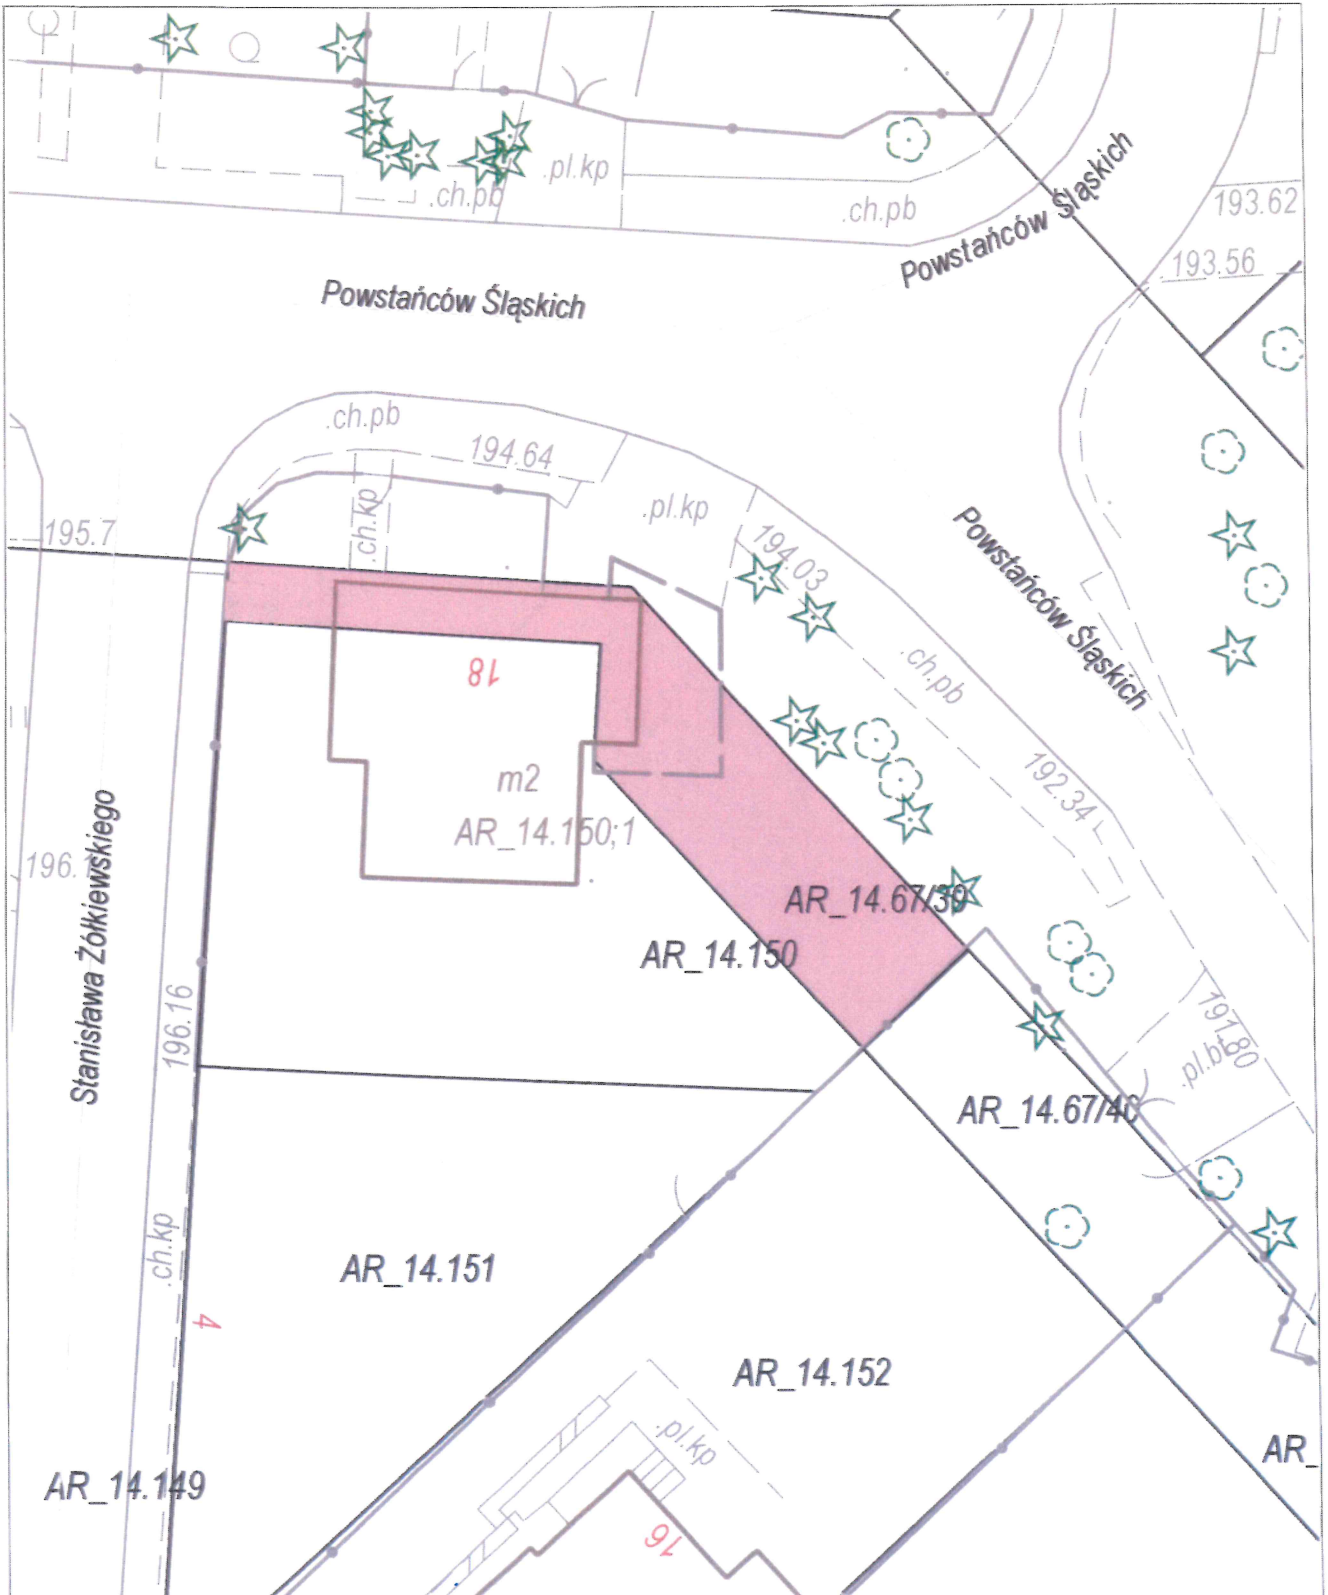 .pl.kp
.ch.pb
.ch.pb
Powstańców Śląskich
193.62
193.56
Powstańców Śląskich
.ch.pb
194.64
.ch.kp
.pl.kp
195.7
194.03
Powstańców Śląskich
.ch.pb
18
m2
AR_14.150;1
192.34
Stanisława Żółkiewskiego
196.1
AR_14.67/39
AR_14.150
196.16
191.80
.pl.bt
AR_14.67/40
.ch.kp
AR_14.151
4
AR_14.152
.pl.kp
AR_
AR_14.149
16